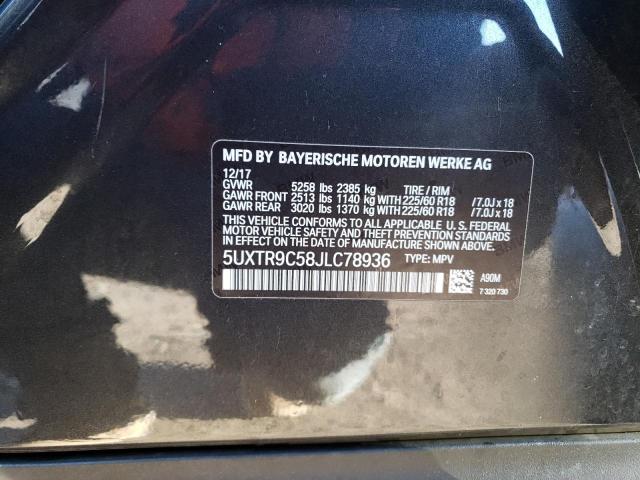 MFD BY BAYERISCHE MOTOREN WERKE AG
12/17
GVWR 5258 lbs 2385 kg TIRE / RIM
GAWR FRONT 2513 lbs 1140 kg WITH 225/60 R18 /7.0J x 18
GAWR REAR 3020 lbs 1370 kg WITH 225/60 R18 /7.0J x 18
THIS VEHICLE CONFORMS TO ALL APPLICABLE U. S. FEDERAL
MOTOR VEHICLE SAFETY STANDARDS IN EFFECT ON THE
DATE OF MANUFACTURE SHOWN ABOVE.
5UXTR9C58JLC78936 TYPE: MPV
A90M
7 320 730